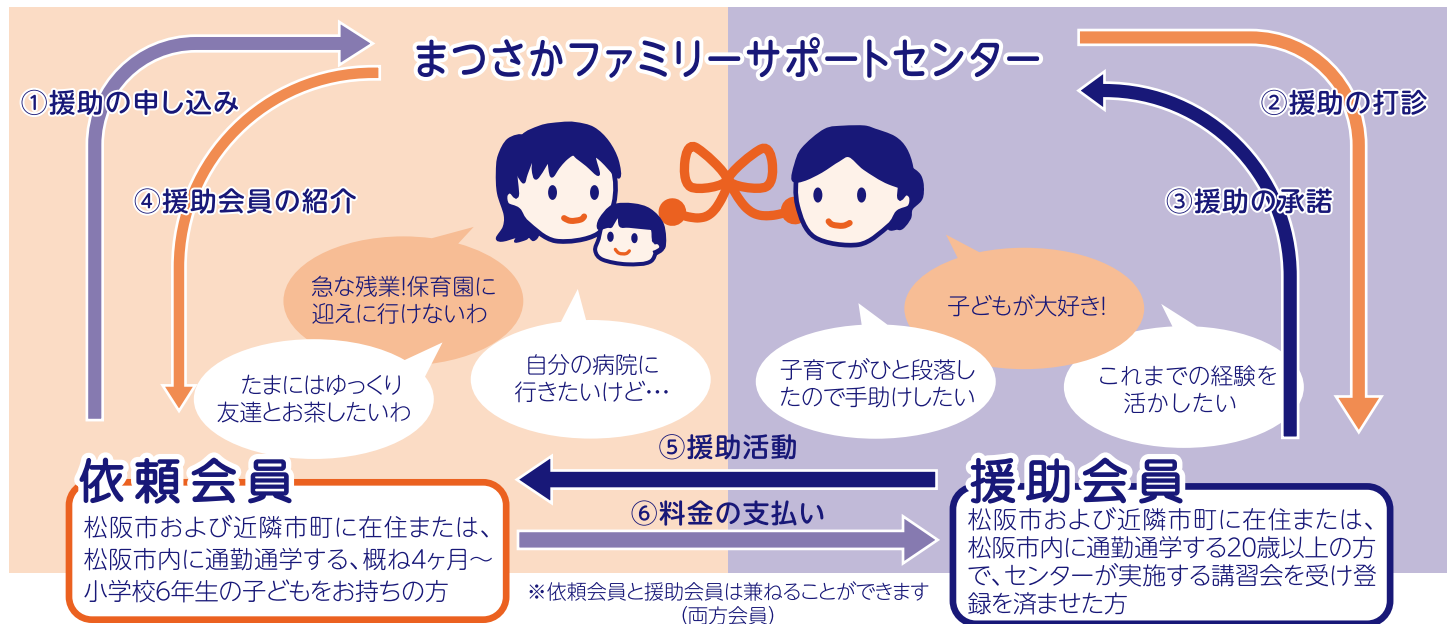 まつさかファミリーサポートセンター
①援助の申し込み
②援助の打診
④援助会員の紹介
③援助の承諾
急な残業!保育園に
迎えに行けないわ
たまにはゆっくり
友達とお茶したいわ
自分の病院に
行きたいけど…
子どもが大好き!
子育てがひと段落し
たので手助けしたい
これまでの経験を
活かしたい
⑤援助活動
⑥料金の支払い
依頼会員
松阪市および近隣市町に在住または、
松阪市内に通勤通学する、概ね4ヶ月～
小学校6年生の子どもをお持ちの方
援助会員
松阪市および近隣市町に在住または、
松阪市内に通勤通学する20歳以上の方
で、センターが実施する講習会を受け登
録を済ませた方
※依頼会員と援助会員は兼ねることができます
(両方会員)